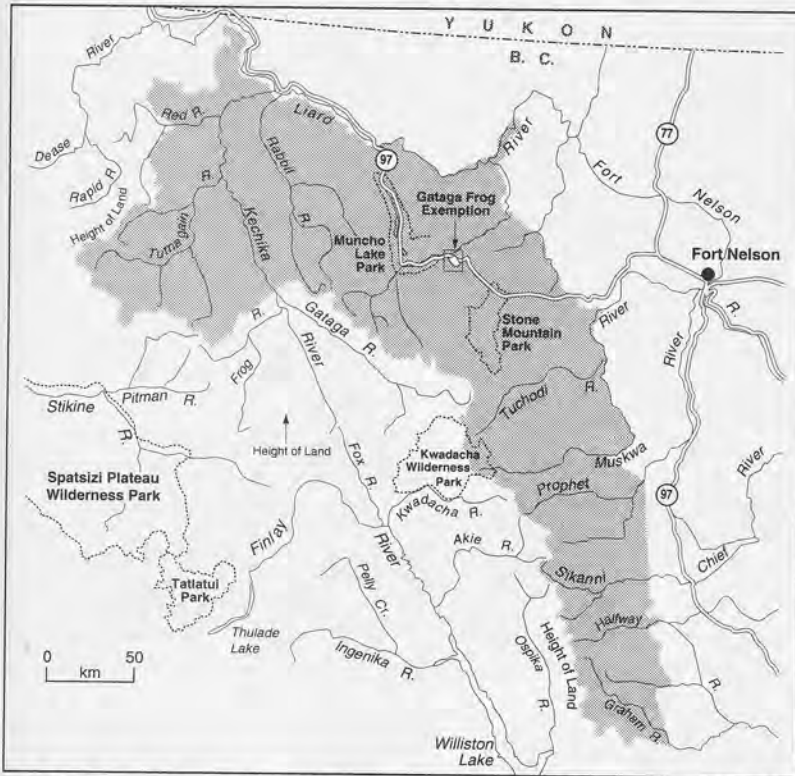 YUKON
B. C.
River
Red R.
Liard
97
River
77
Dease
Rapid R.
Height of Land
R.
Turnagain
Kechika
Rabbit
R.
Fort
Nelson
Gataga Frog
Exemption
Muncho
Lake
Park
Fort Nelson
R.
River
River
Stone
Mountain
Park
R.
Gataga R.
Frog
River
Tuchodi R.
Stikine
Pitman R.
R.
Height of Land
Fox R.
Kwadacha
Wilderness
Park
Muskwa
Prophet
River
97
Spatsizi Plateau
Wilderness Park
Kwadacha R.
Finlay
River
Akie R.
Sikanni
Chief
Tatlatui
Park
Pelly Cr.
Halfway
R.
Thulade
Lake
Ingenika R.
Ospika
R.
Height of Land
Graham R.
0 50
km
Williston
Lake